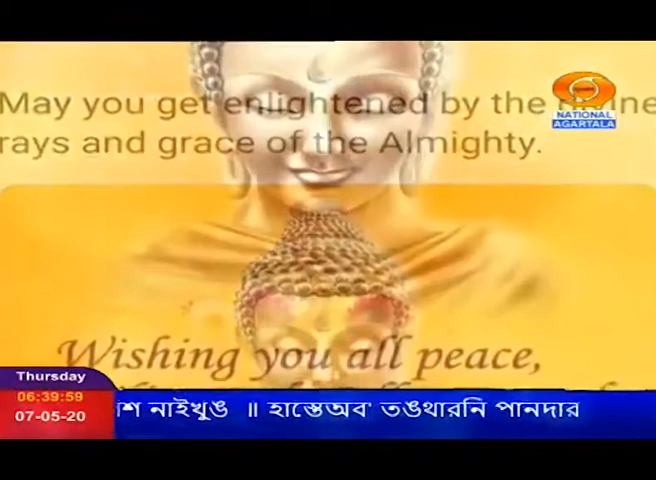 May you get enlightened by the divine
rays and grace of the Almighty.
NATIONAL
AGARTALA
Wishing you all peace,
Thursday
06:39:59
07-05-20
নাইখুঙ ॥ হাস্তেঅব' তঙথারনি পানদার